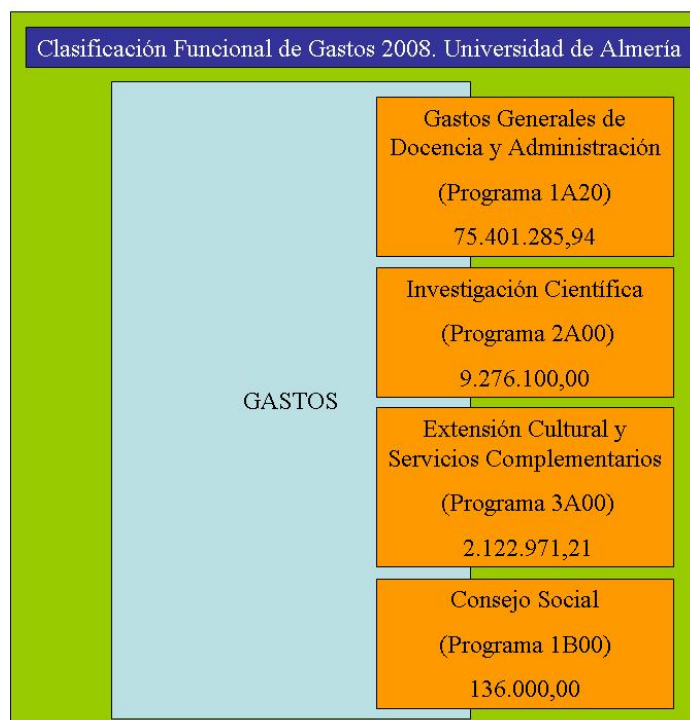 Clasificación Funcional de Gastos 2008. Universidad de Almería
GASTOS
Gastos Generales de
Docencia y Administración
(Programa 1A20)
75.401.285,94
Investigación Científica
(Programa 2A00)
9.276.100,00
Extensión Cultural y
Servicios Complementarios
(Programa 3A00)
2.122.971,21
Consejo Social
(Programa 1B00)
136.000,00